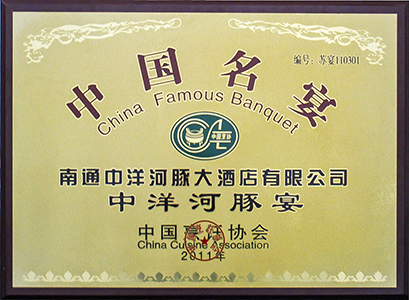 编号：苏宴110301
中国名宴
China Famous Banquet
南通中洋河豚大酒店有限公司
中洋河豚宴
中国烹饪协会
China Cuisine Association
2011年